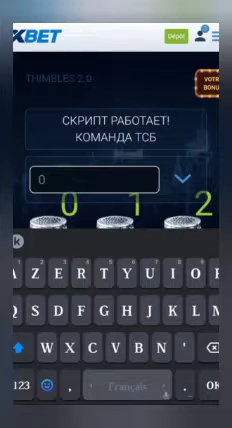 XBET
Dépôt
THIMBLES 2.0
VOTR
BONU
СКРИПТ РАБОТАЕТ!
КОМАНДА ТСБ
0
0 1 2
A Z E R T Y U I O P
Q S D F G H J K L M
W X C V B N '
123 , Français . OK